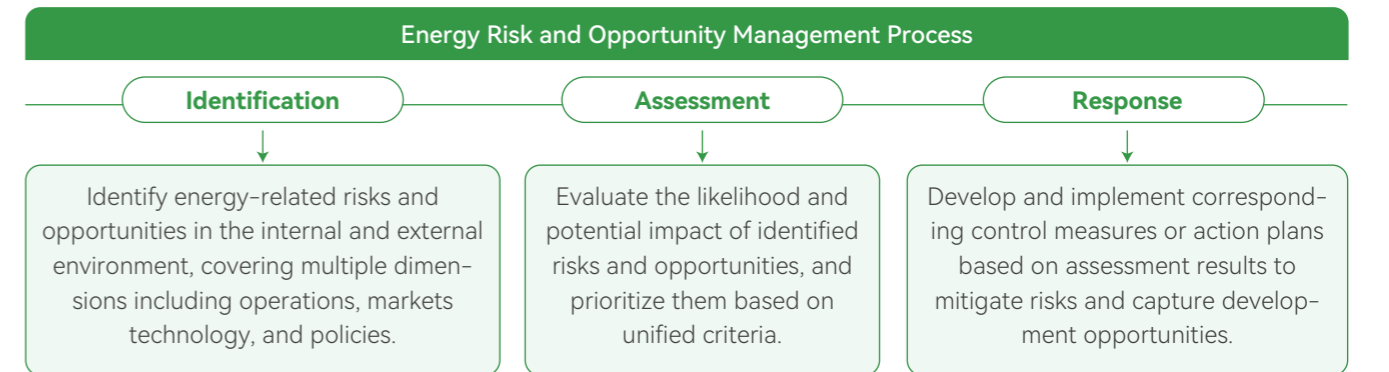 Energy Risk and Opportunity Management Process
Identification
Identify energy-related risks and
opportunities in the internal and external
environment, covering multiple dimen-
sions including operations, markets
technology, and policies.
Assessment
Evaluate the likelihood and
potential impact of identified
risks and opportunities, and
prioritize them based on
unified criteria.
Response
Develop and implement correspond-
ing control measures or action plans
based on assessment results to
mitigate risks and capture develop-
ment opportunities.